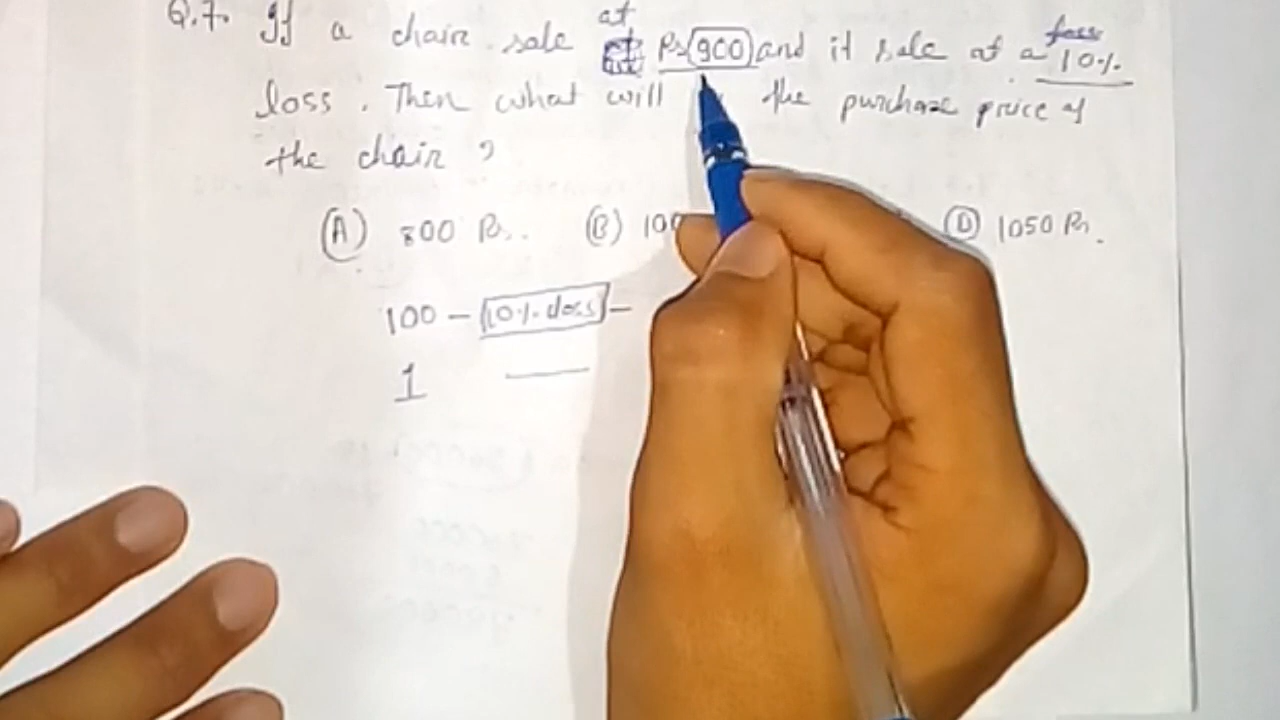 Q.7. If a chair sale at Rs 900 and it sale at a 10%
loss. Then what will the purchase price of
the chair ?
(A) 800 Rs. (B) 100 (D) 1050 Rs.
100 - 10% loss -
1